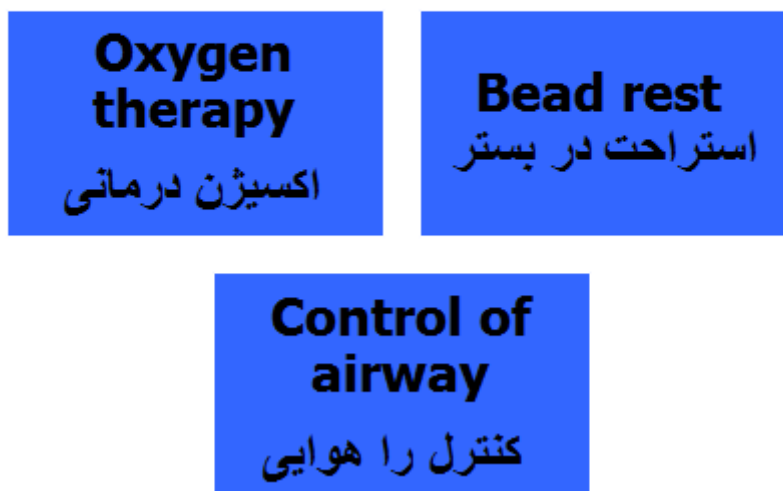 Oxygen
therapy
اکسیژن درمانی
Bead rest
استراحت در بستر
Control of
airway
کنترل را هوایی